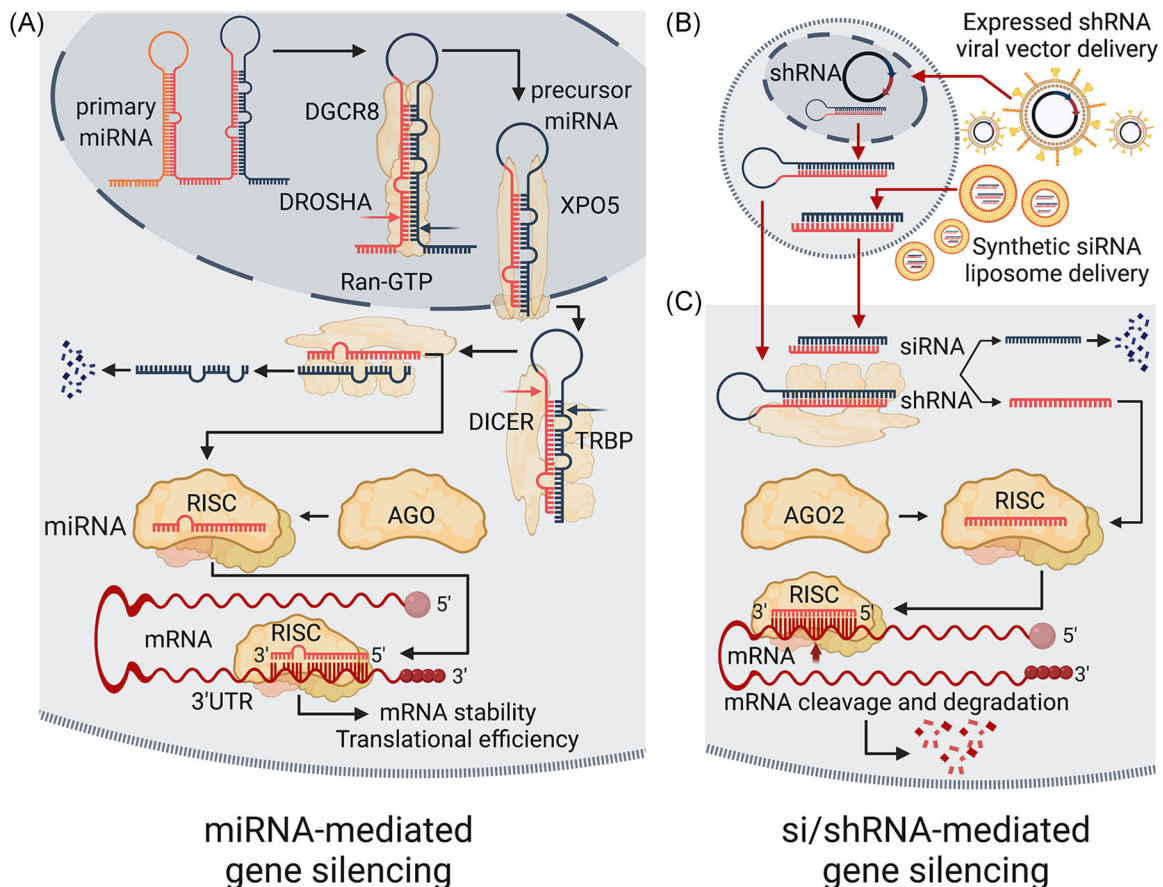 (A)
primary
miRNA
DGCR8
DROSHA
Ran-GTP
precursor
miRNA
XPO5
DICER
TRBP
RISC
miRNA
AGO
5'
mRNA
RISC
3'
5'
3'
3'UTR
mRNA stability
Translational efficiency
miRNA-mediated
gene silencing
(B)
Expressed shRNA
viral vector delivery
shRNA
Synthetic siRNA
liposome delivery
(C)
siRNA
shRNA
AGO2
RISC
RISC
3'
5'
5'
mRNA
3'
mRNA cleavage and degradation
si/shRNA-mediated
gene silencing